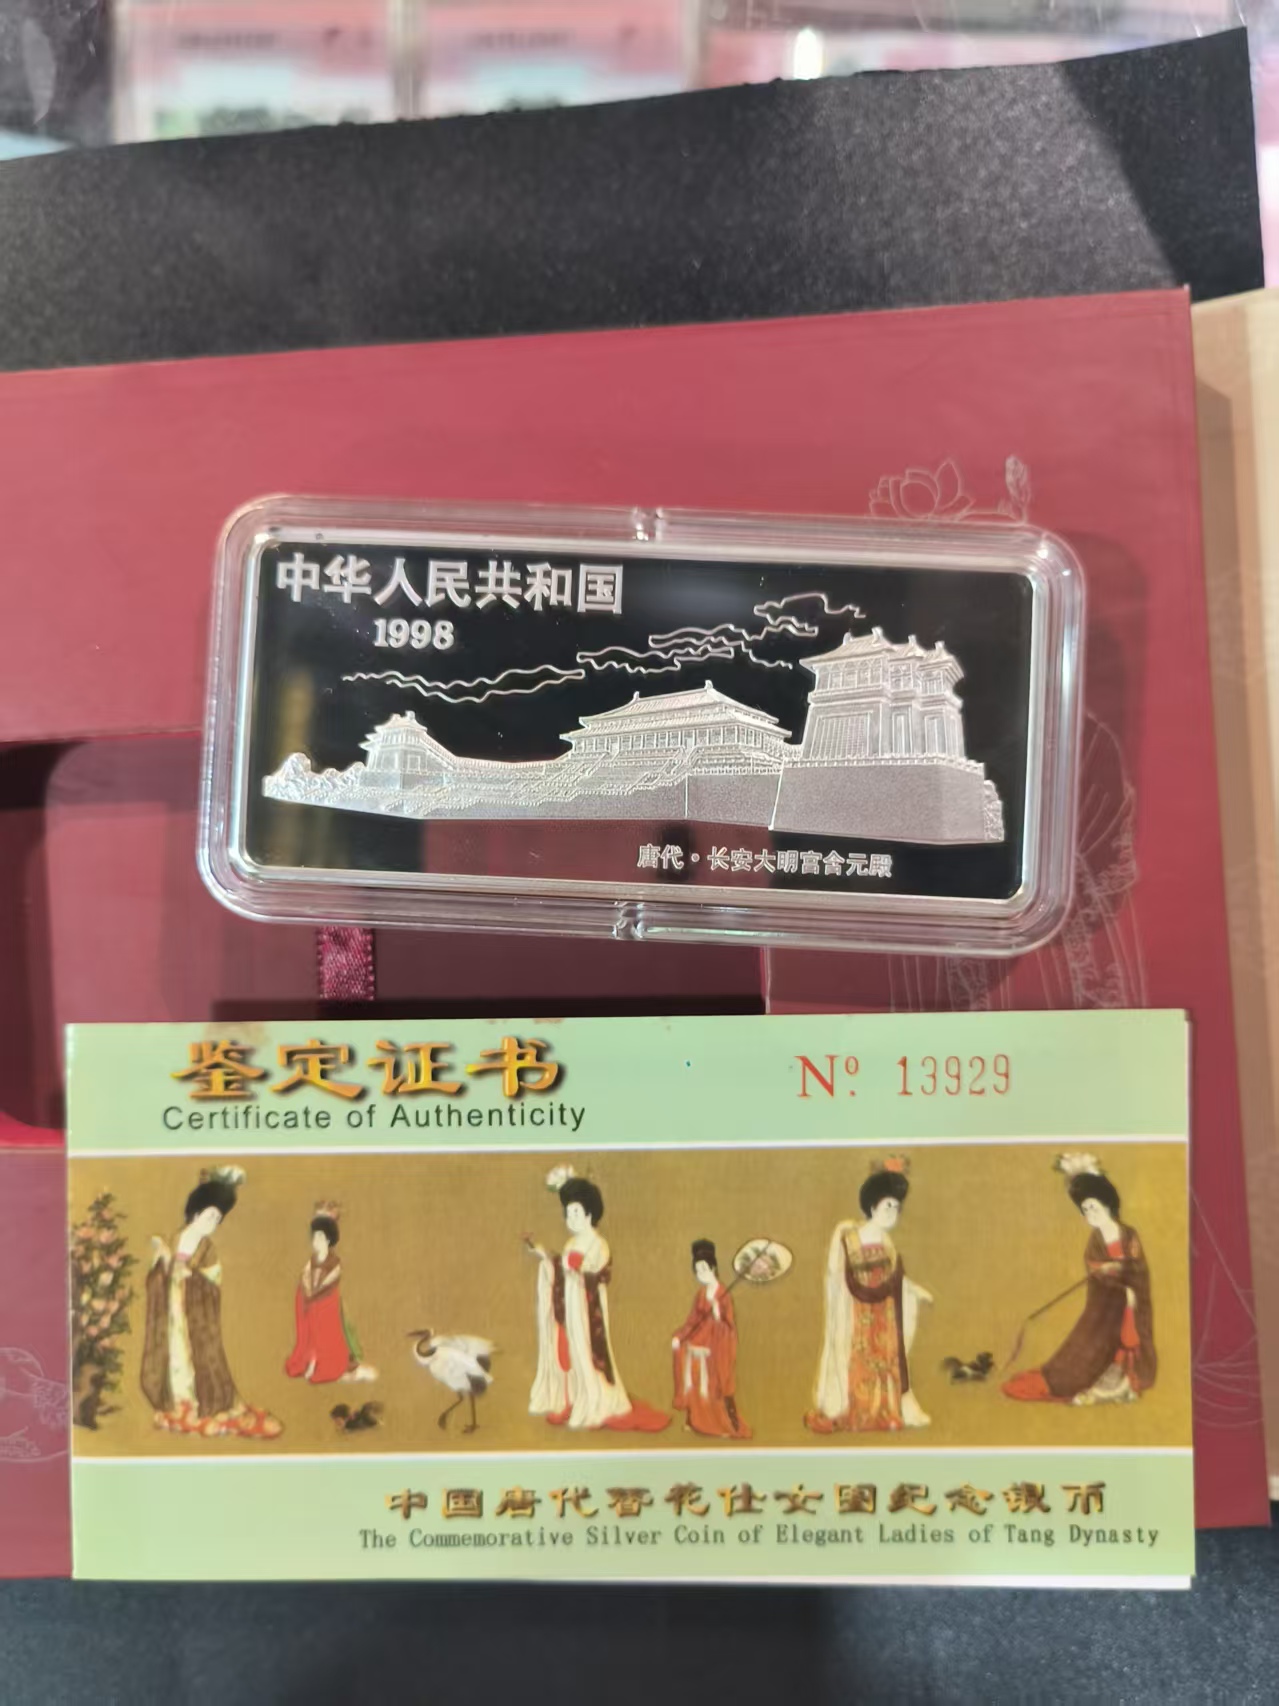 中华人民共和国
1998
唐代·长安大明宫含元殿
鉴定证书
Certificate of Authenticity
Nº. 13929
中国唐代簪花仕女图纪念银币
The Commemorative Silver Coin of Elegant Ladies of Tang Dynasty